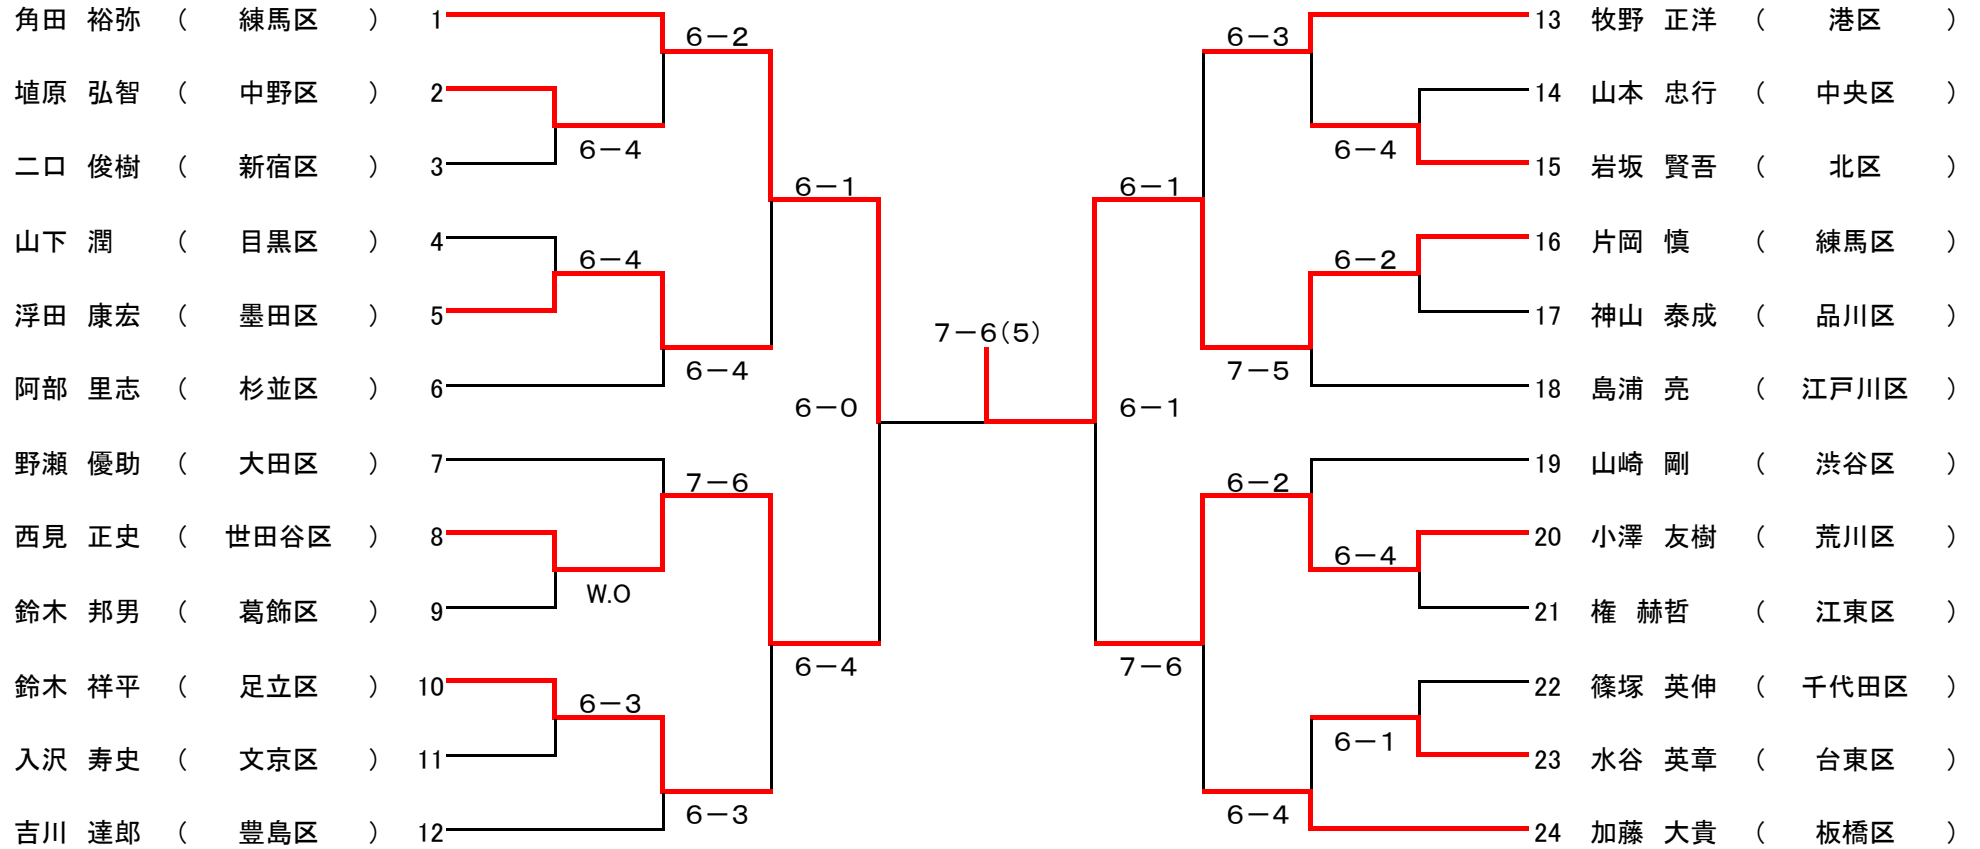 角田 裕弥 （ 練馬区 ） 1
6－2
6－3
13 牧野 正洋 （ 港区 ）
埴原 弘智 （ 中野区 ） 2
14 山本 忠行 （ 中央区 ）
6－4
6－4
二口 俊樹 （ 新宿区 ） 3
15 岩坂 賢吾 （ 北区 ）
6－1
6－1
山下 潤 （ 目黒区 ） 4
16 片岡 慎 （ 練馬区 ）
6－4
6－2
浮田 康宏 （ 墨田区 ） 5
17 神山 泰成 （ 品川区 ）
7－6（5）
6－4
7－5
阿部 里志 （ 杉並区 ） 6
18 島浦 亮 （ 江戸川区 ）
6－0
6－1
野瀬 優助 （ 大田区 ） 7
19 山崎 剛 （ 渋谷区 ）
7－6
6－2
西見 正史 （ 世田谷区 ） 8
20 小澤 友樹 （ 荒川区 ）
6－4
W.O
鈴木 邦男 （ 葛飾区 ） 9
21 権 赫哲 （ 江東区 ）
6－4
7－6
鈴木 祥平 （ 足立区 ） 10
22 篠塚 英伸 （ 千代田区 ）
6－3
6－1
入沢 寿史 （ 文京区 ） 11
23 水谷 英章 （ 台東区 ）
6－3
6－4
吉川 達郎 （ 豊島区 ） 12
24 加藤 大貴 （ 板橋区 ）